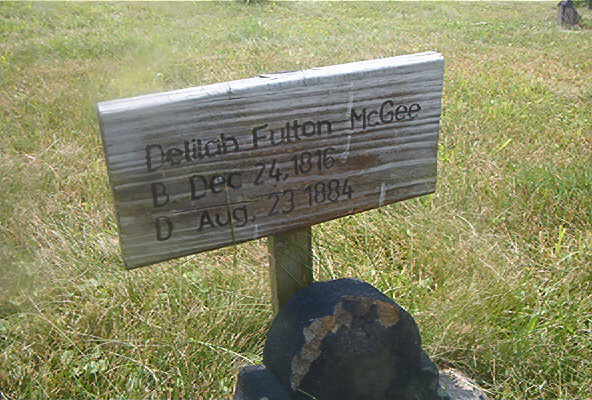 Delilah Fulton McGee
B. Dec 24, 1816
D Aug, 23 1884